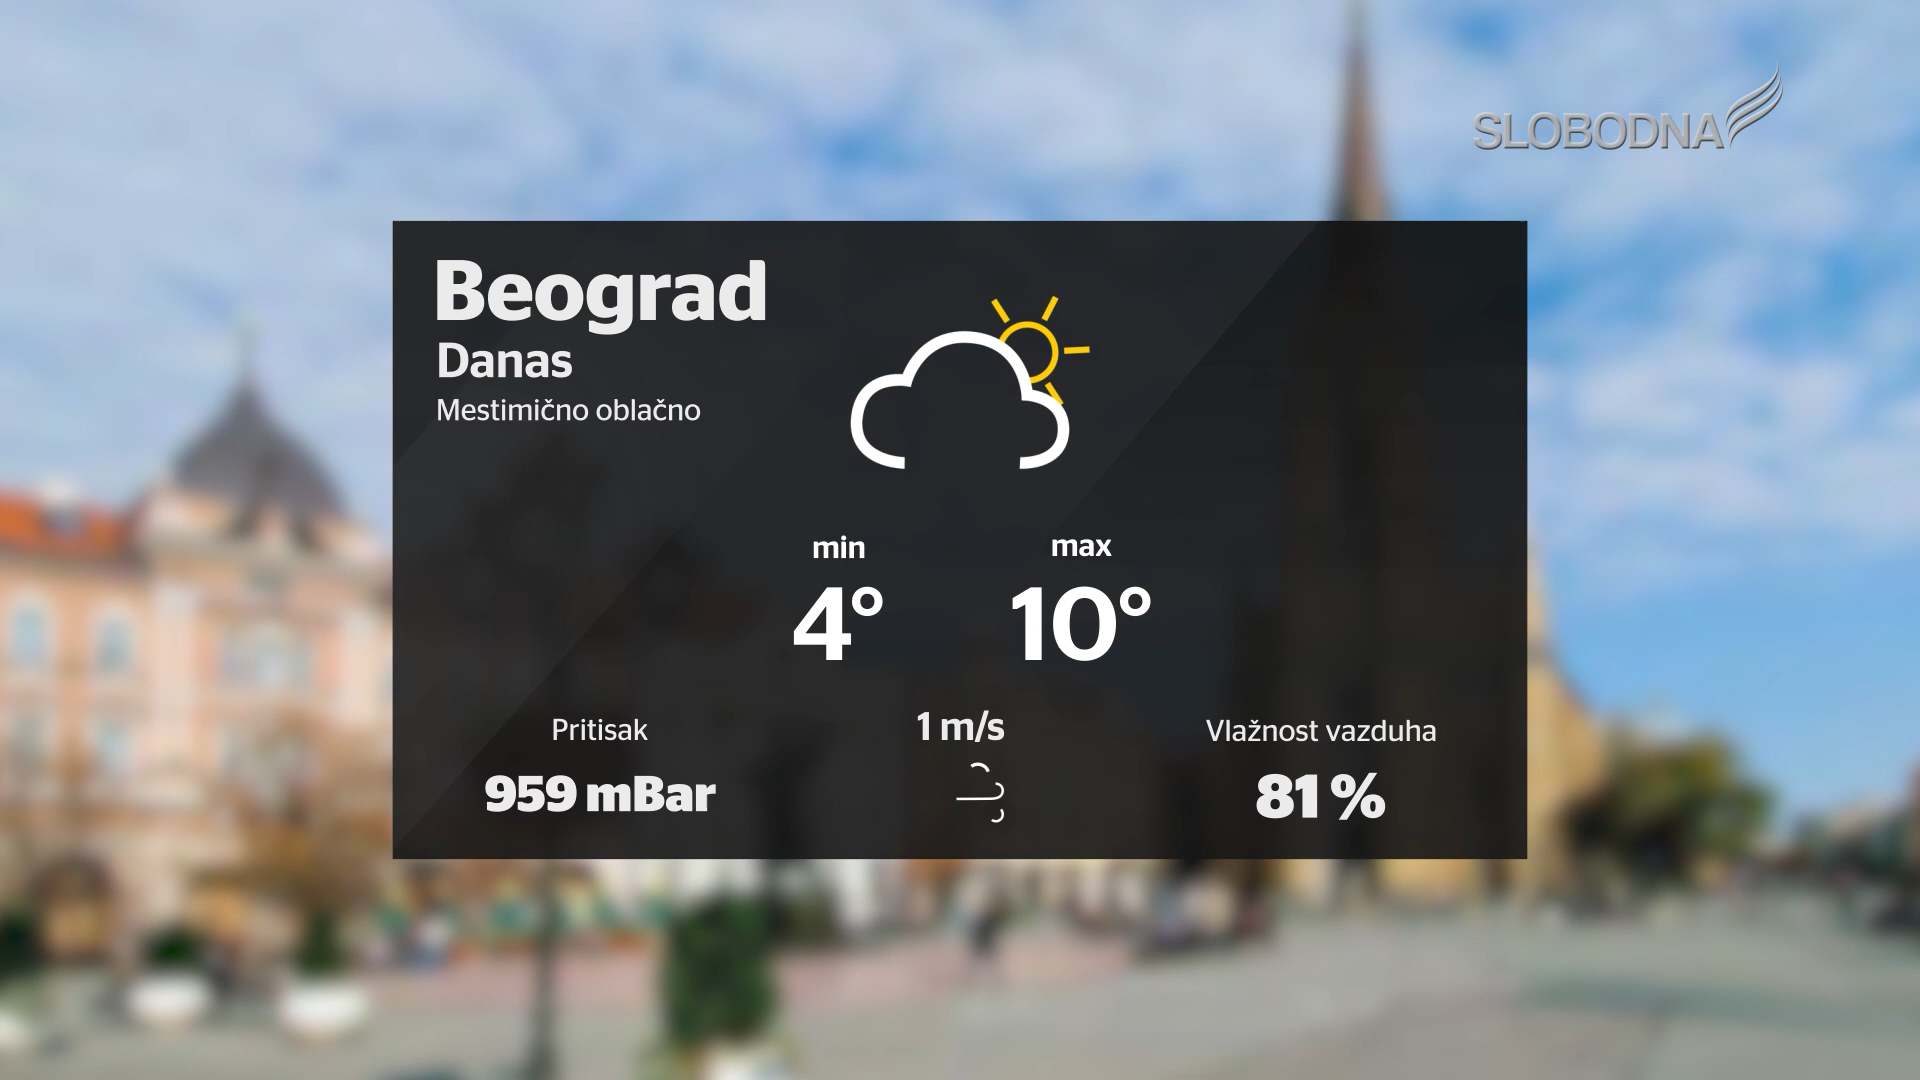 SLOBODNA
Beograd
Danas
Mestimično oblačno
min
max
4°
10°
Pritisak
1 m/s
Vlažnost vazduha
959 mBar
81 %